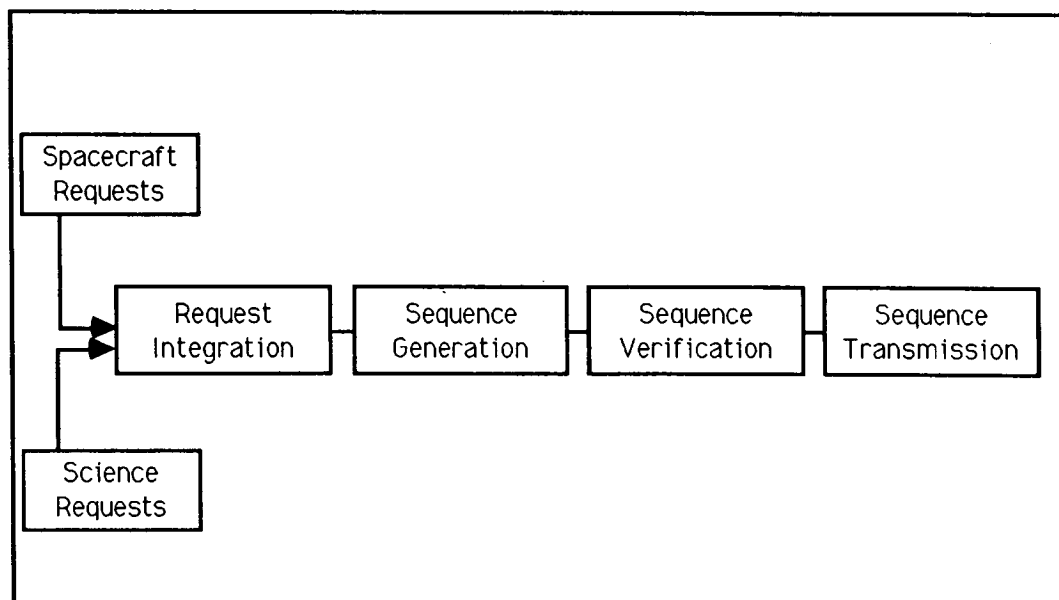 Spacecraft
Requests
Request
Integration
Sequence
Generation
Sequence
Verification
Sequence
Transmission
Science
Requests